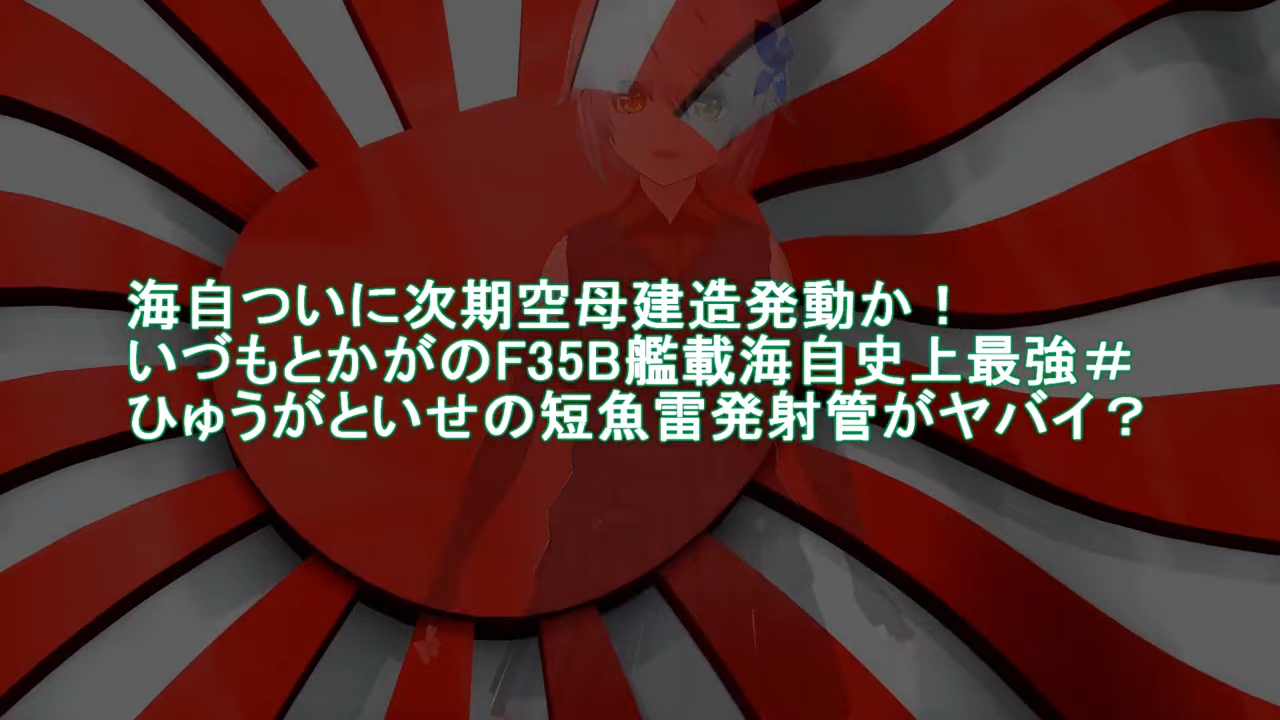 海自ついに次期空母建造発動か！
いづもとかがのF35B艦載海自史上最強＃
ひゅうがといせの短魚雷発射管がヤバイ？